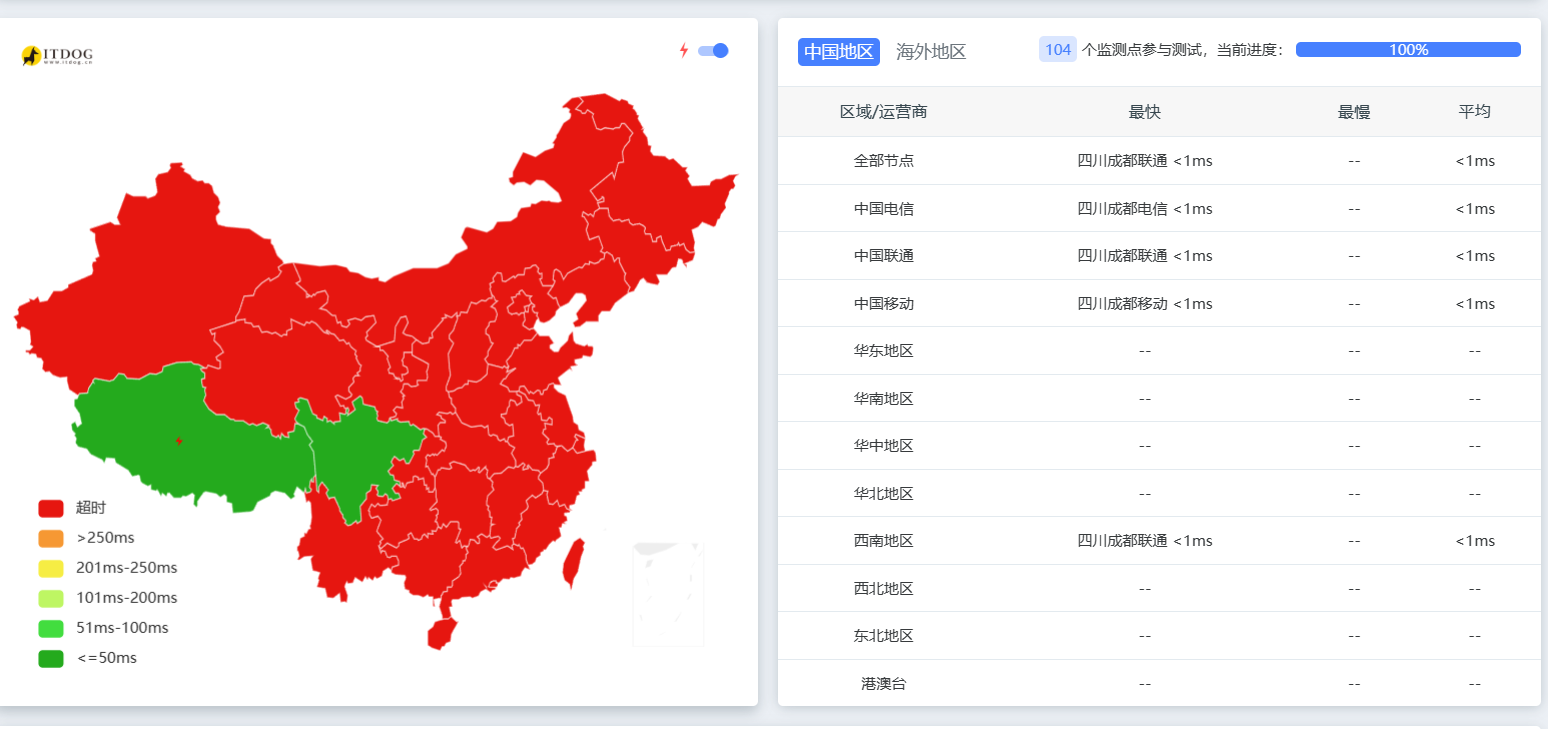 ITDOG
www.itdog.cn
超时
>250ms
201ms-250ms
101ms-200ms
51ms-100ms
<=50ms
中国地区 海外地区 104 个监测点参与测试，当前进度： 100%
区域/运营商 最快 最慢 平均
全部节点 四川成都联通 <1ms -- <1ms
中国电信 四川成都电信 <1ms -- <1ms
中国联通 四川成都联通 <1ms -- <1ms
中国移动 四川成都移动 <1ms -- <1ms
华东地区 -- -- --
华南地区 -- -- --
华中地区 -- -- --
华北地区 -- -- --
西南地区 四川成都联通 <1ms -- <1ms
西北地区 -- -- --
东北地区 -- -- --
港澳台 -- -- --